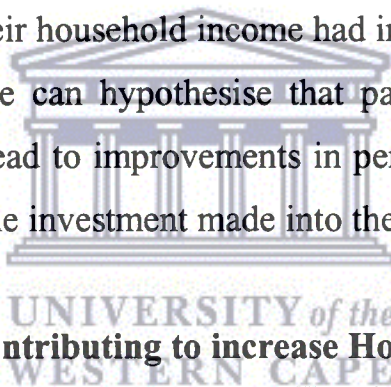 eir household income had in
e can hypothesise that pa
ead to improvements in per
e investment made into the
UNIVERSITY of the
ntributing to increase Ho
WESTERN CAPE